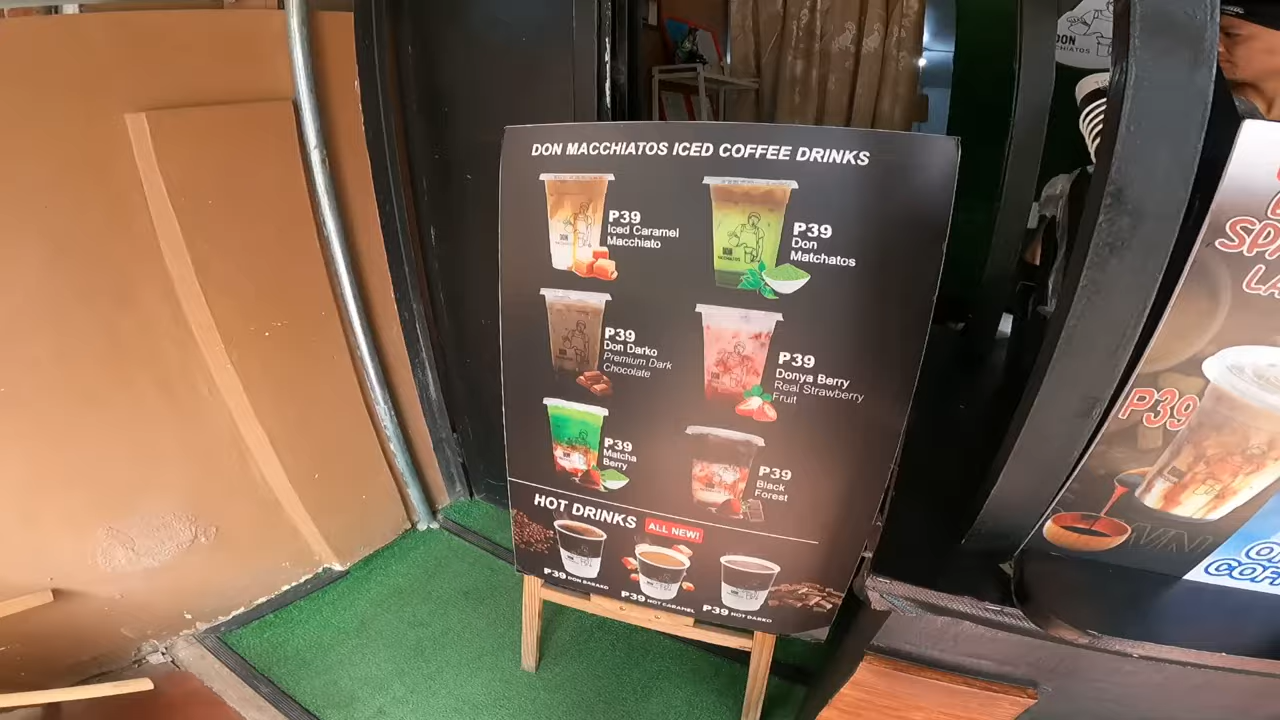 DON MACCHIATOS ICED COFFEE DRINKS
P39
Iced Caramel
Macchiato
P39
Don
Matchatos
P39
Don Darko
Premium Dark
Chocolate
P39
Donya Berry
Real Strawberry
Fruit
P39
Matcha
Berry
P39
Black
Forest
HOT DRINKS
ALL NEW!
P39 DON BARAKO
P39 HOT CARAMEL
P39 HOT DARKO
DON
P39